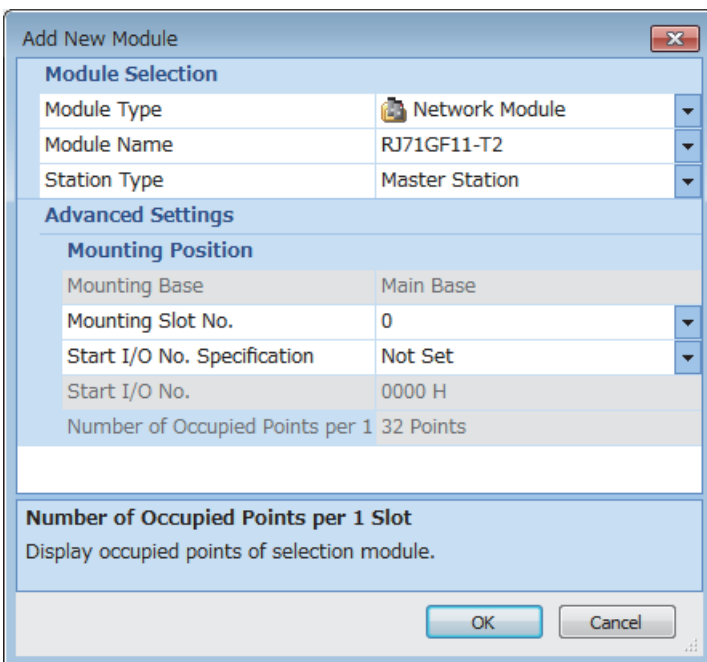 Add New Module
Module Selection
Module Type Network Module
Module Name RJ71GF11-T2
Station Type Master Station
Advanced Settings
Mounting Position
Mounting Base Main Base
Mounting Slot No. 0
Start I/O No. Specification Not Set
Start I/O No. 0000 H
Number of Occupied Points per 1 32 Points
Number of Occupied Points per 1 Slot
Display occupied points of selection module.
OK Cancel